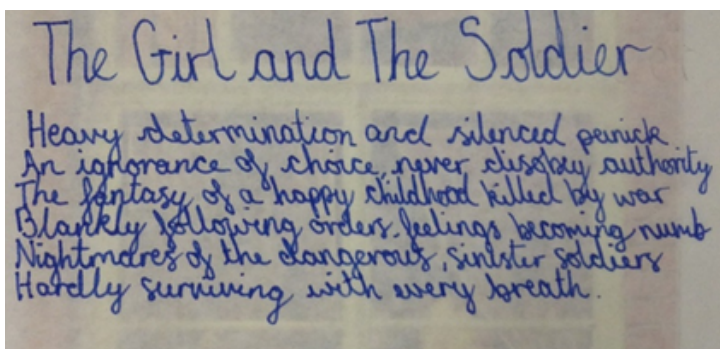 The Girl and The Soldier
Heavy determination and silenced panick
An ignorance of choice, never disobey authority
The fantasy of a happy childhood killed by war
Blankly following orders, feelings becoming numb
Nightmares of the dangerous, sinister soldiers
Hardly surviving with every breath.